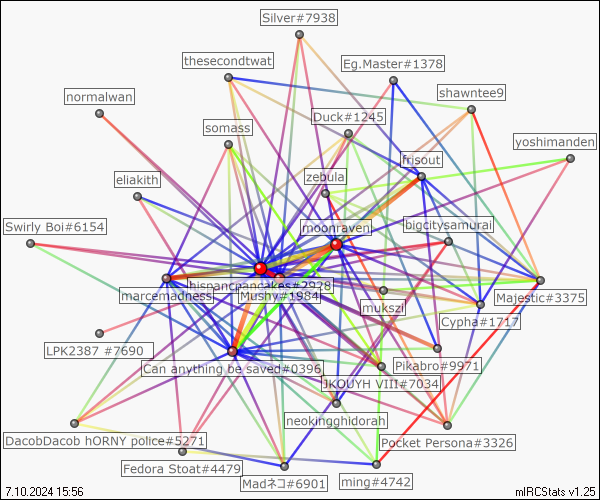 Silver#7938
thesecondtwat
Eg.Master#1378
normalwan
shawntee9
Duck#1245
somass
yoshimanden
frisout
zebula
eliakith
Swirly Boi#6154
moonraven
bigcitysamurai
hispanicpancakes#2928
marcemadness
Mushy#1984
Majestic#3375
mukszi
Cypha#1717
LPK2387 #7690
Can anything be saved#0396
Pikabro#9971
JKOUYH VIII#7034
neokingghidorah
DacobDacob hORNY police#5271
Pocket Persona#3326
Fedora Stoat#4479
Madネコ#6901
ming#4742
7.10.2024 15:56
mIRCStats v1.25